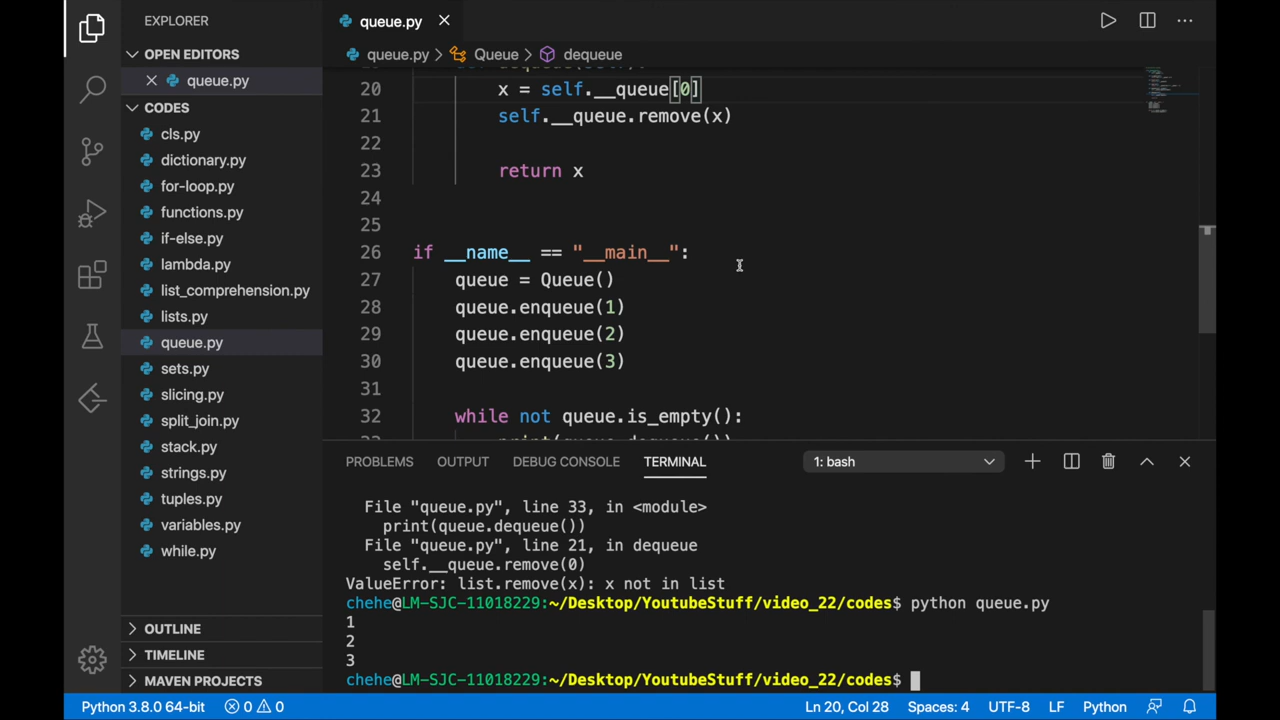 EXPLORER
OPEN EDITORS
queue.py
CODES
cls.py
dictionary.py
for-loop.py
functions.py
if-else.py
lambda.py
list_comprehension.py
lists.py
queue.py
sets.py
slicing.py
split_join.py
stack.py
strings.py
tuples.py
variables.py
while.py
OUTLINE
TIMELINE
MAVEN PROJECTS
queue.py
queue.py > Queue > dequeue
20 x = self.__queue[0]
21 self.__queue.remove(x)
22
23 return x
24
25
26 if __name__ == "__main__":
27 queue = Queue()
28 queue.enqueue(1)
29 queue.enqueue(2)
30 queue.enqueue(3)
31
32 while not queue.is_empty():
PROBLEMS OUTPUT DEBUG CONSOLE TERMINAL 1: bash
File "queue.py", line 33, in <module>
print(queue.dequeue())
File "queue.py", line 21, in dequeue
self.__queue.remove(0)
ValueError: list.remove(x): x not in list
chehe@LM-SJC-11018229:~/Desktop/YoutubeStuff/video_22/codes$ python queue.py
1
2
3
chehe@LM-SJC-11018229:~/Desktop/YoutubeStuff/video_22/codes$
Python 3.8.0 64-bit 0 0 Ln 20, Col 28 Spaces: 4 UTF-8 LF Python